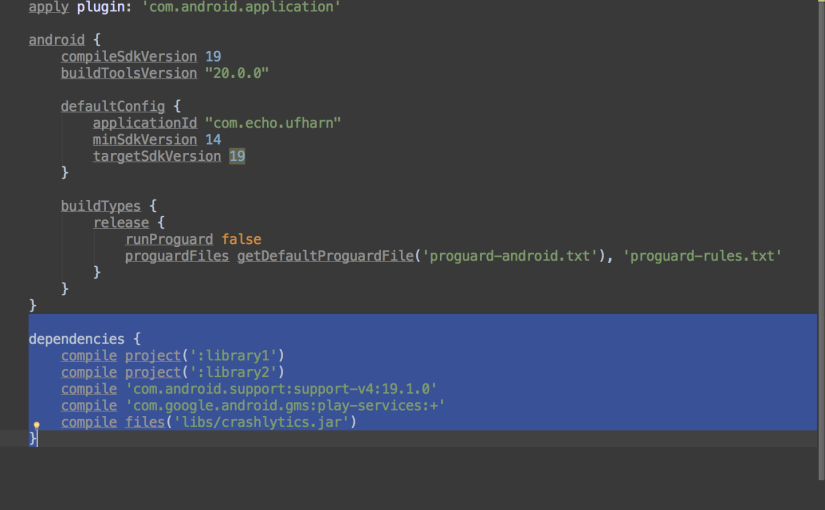 apply plugin: 'com.android.application'
android {
compileSdkVersion 19
buildToolsVersion "20.0.0"
defaultConfig {
applicationId "com.echo.ufharn"
minSdkVersion 14
targetSdkVersion 19
}
buildTypes {
release {
runProguard false
proguardFiles getDefaultProguardFile('proguard-android.txt'), 'proguard-rules.txt'
}
}
}
dependencies {
compile project(':library1')
compile project(':library2')
compile 'com.android.support:support-v4:19.1.0'
compile 'com.google.android.gms:play-services:+'
compile files('libs/crashlytics.jar')
}